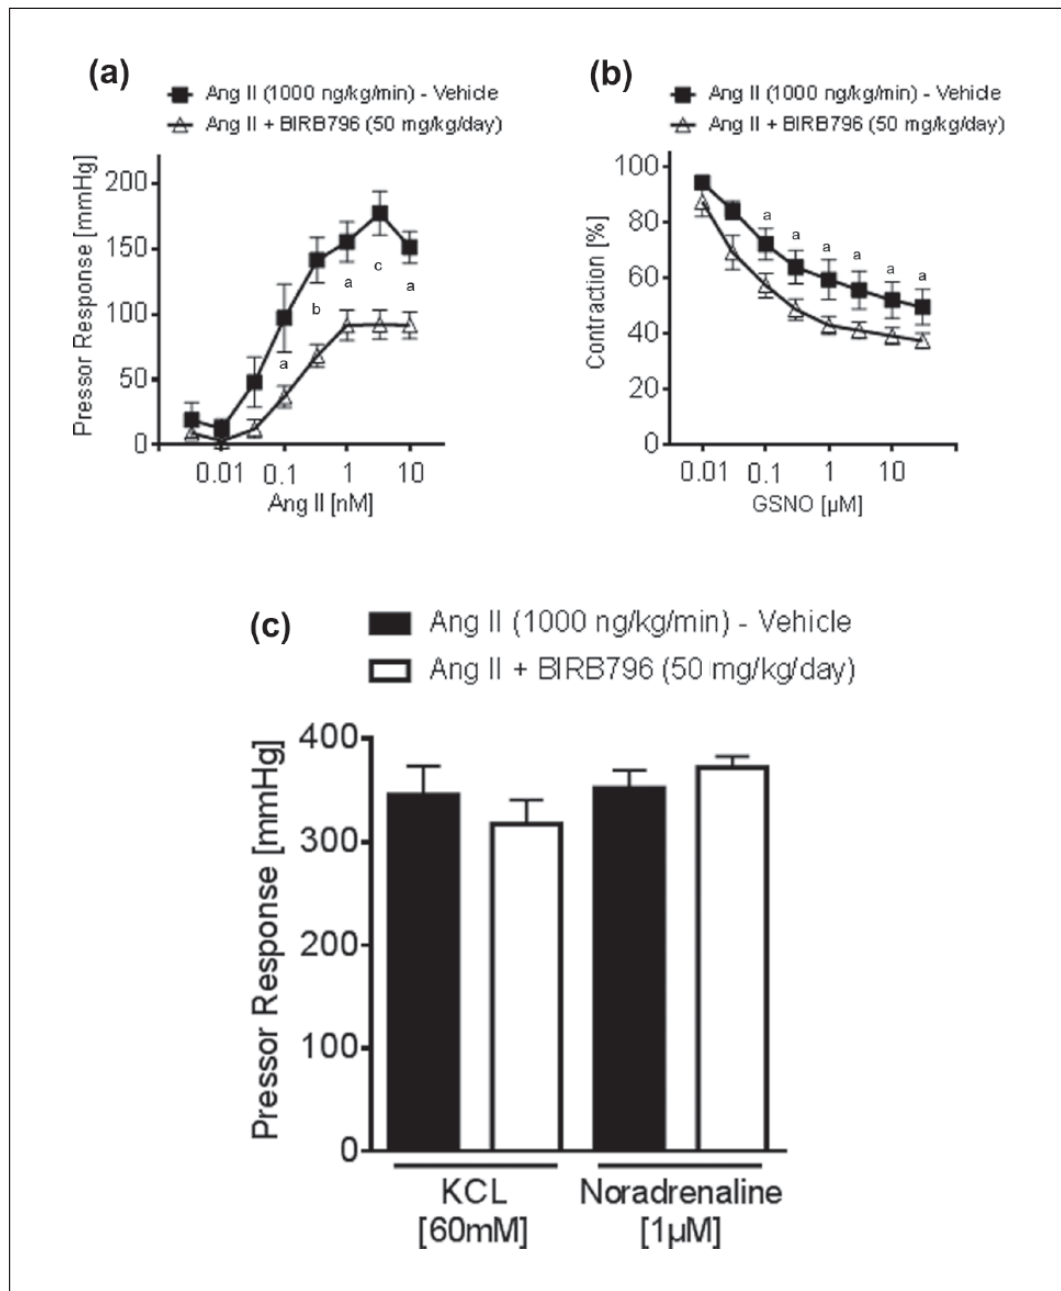 (a)
Ang II (1000 ng/kg/min) - Vehicle
Ang II + BIRB796 (50 mg/kg/day)
Pressor Response [mmHg]
200
150
100
50
0
a
b
a
c
a
0.01 0.1 1 10
Ang II [nM]
(b)
Ang II (1000 ng/kg/min) - Vehicle
Ang II + BIRB796 (50 mg/kg/day)
Contraction [%]
100
80
60
40
20
0
a
a
a
a
a
a
0.01 0.1 1 10
GSNO [µM]
(c)
Ang II (1000 ng/kg/min) - Vehicle
Ang II + BIRB796 (50 mg/kg/day)
Pressor Response [mmHg]
400
300
200
100
0
KCL
[60mM]
Noradrenaline
[1µM]